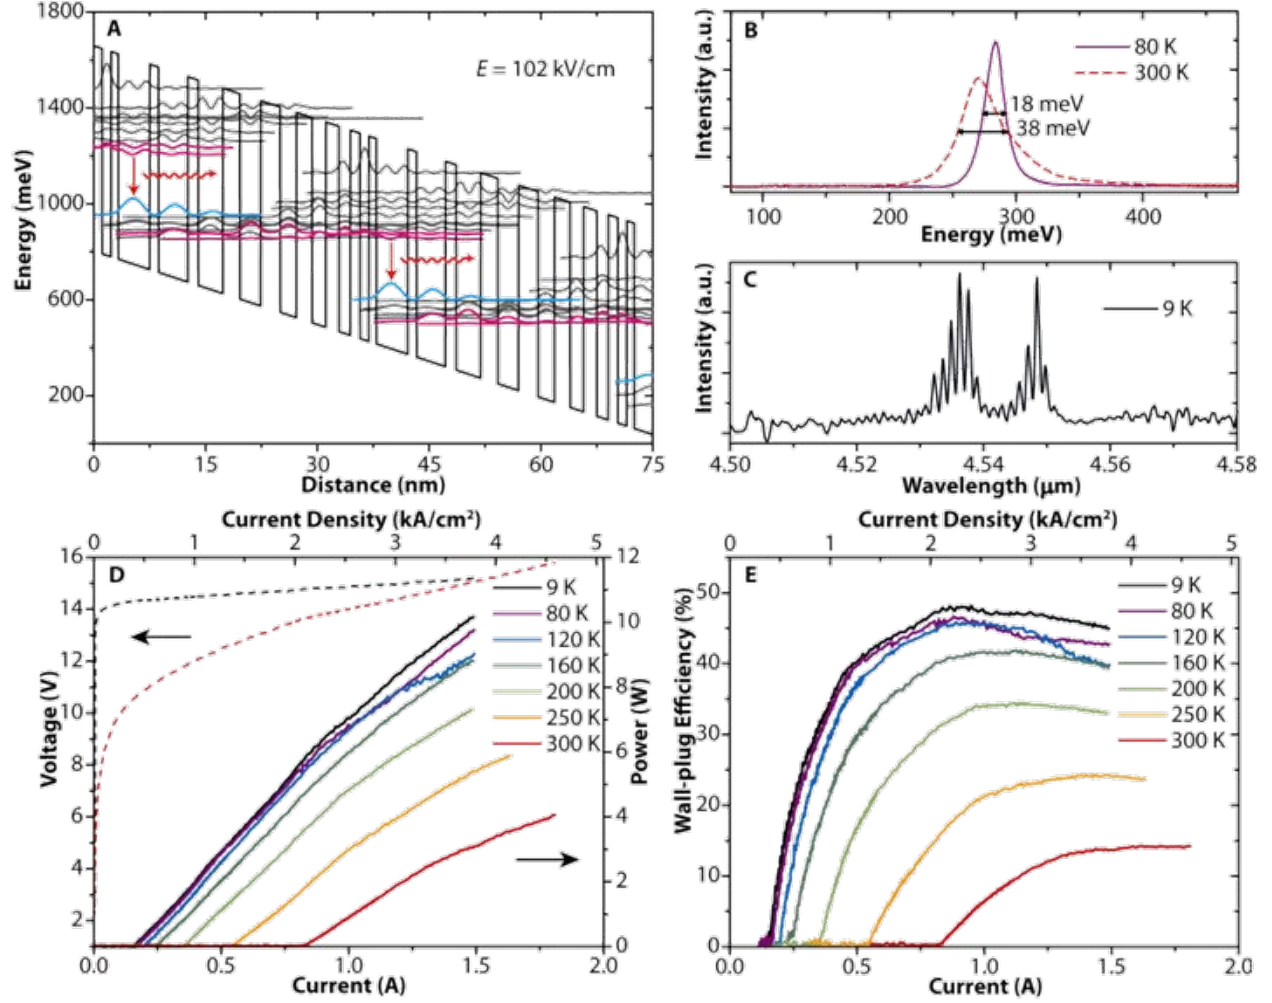 A
E = 102 kV/cm
Energy (meV)
1800
1400
1000
600
200
0 15 30 45 60 75
Distance (nm)
B
Intensity (a.u.)
80 K
300 K
18 meV
38 meV
100 200 300 400
Energy (meV)
C
Intensity (a.u.)
9 K
4.50 4.52 4.54 4.56 4.58
Wavelength (μm)
Current Density (kA/cm²)
0 1 2 3 4 5
D
Voltage (V)
16
14
12
10
8
6
4
2
9 K
80 K
120 K
160 K
200 K
250 K
300 K
Power (W)
12
10
8
6
4
2
0
0.0 0.5 1.0 1.5 2.0
Current (A)
Current Density (kA/cm²)
0 1 2 3 4 5
E
Wall-plug Efficiency (%)
50
40
30
20
10
0
9 K
80 K
120 K
160 K
200 K
250 K
300 K
0.0 0.5 1.0 1.5 2.0
Current (A)